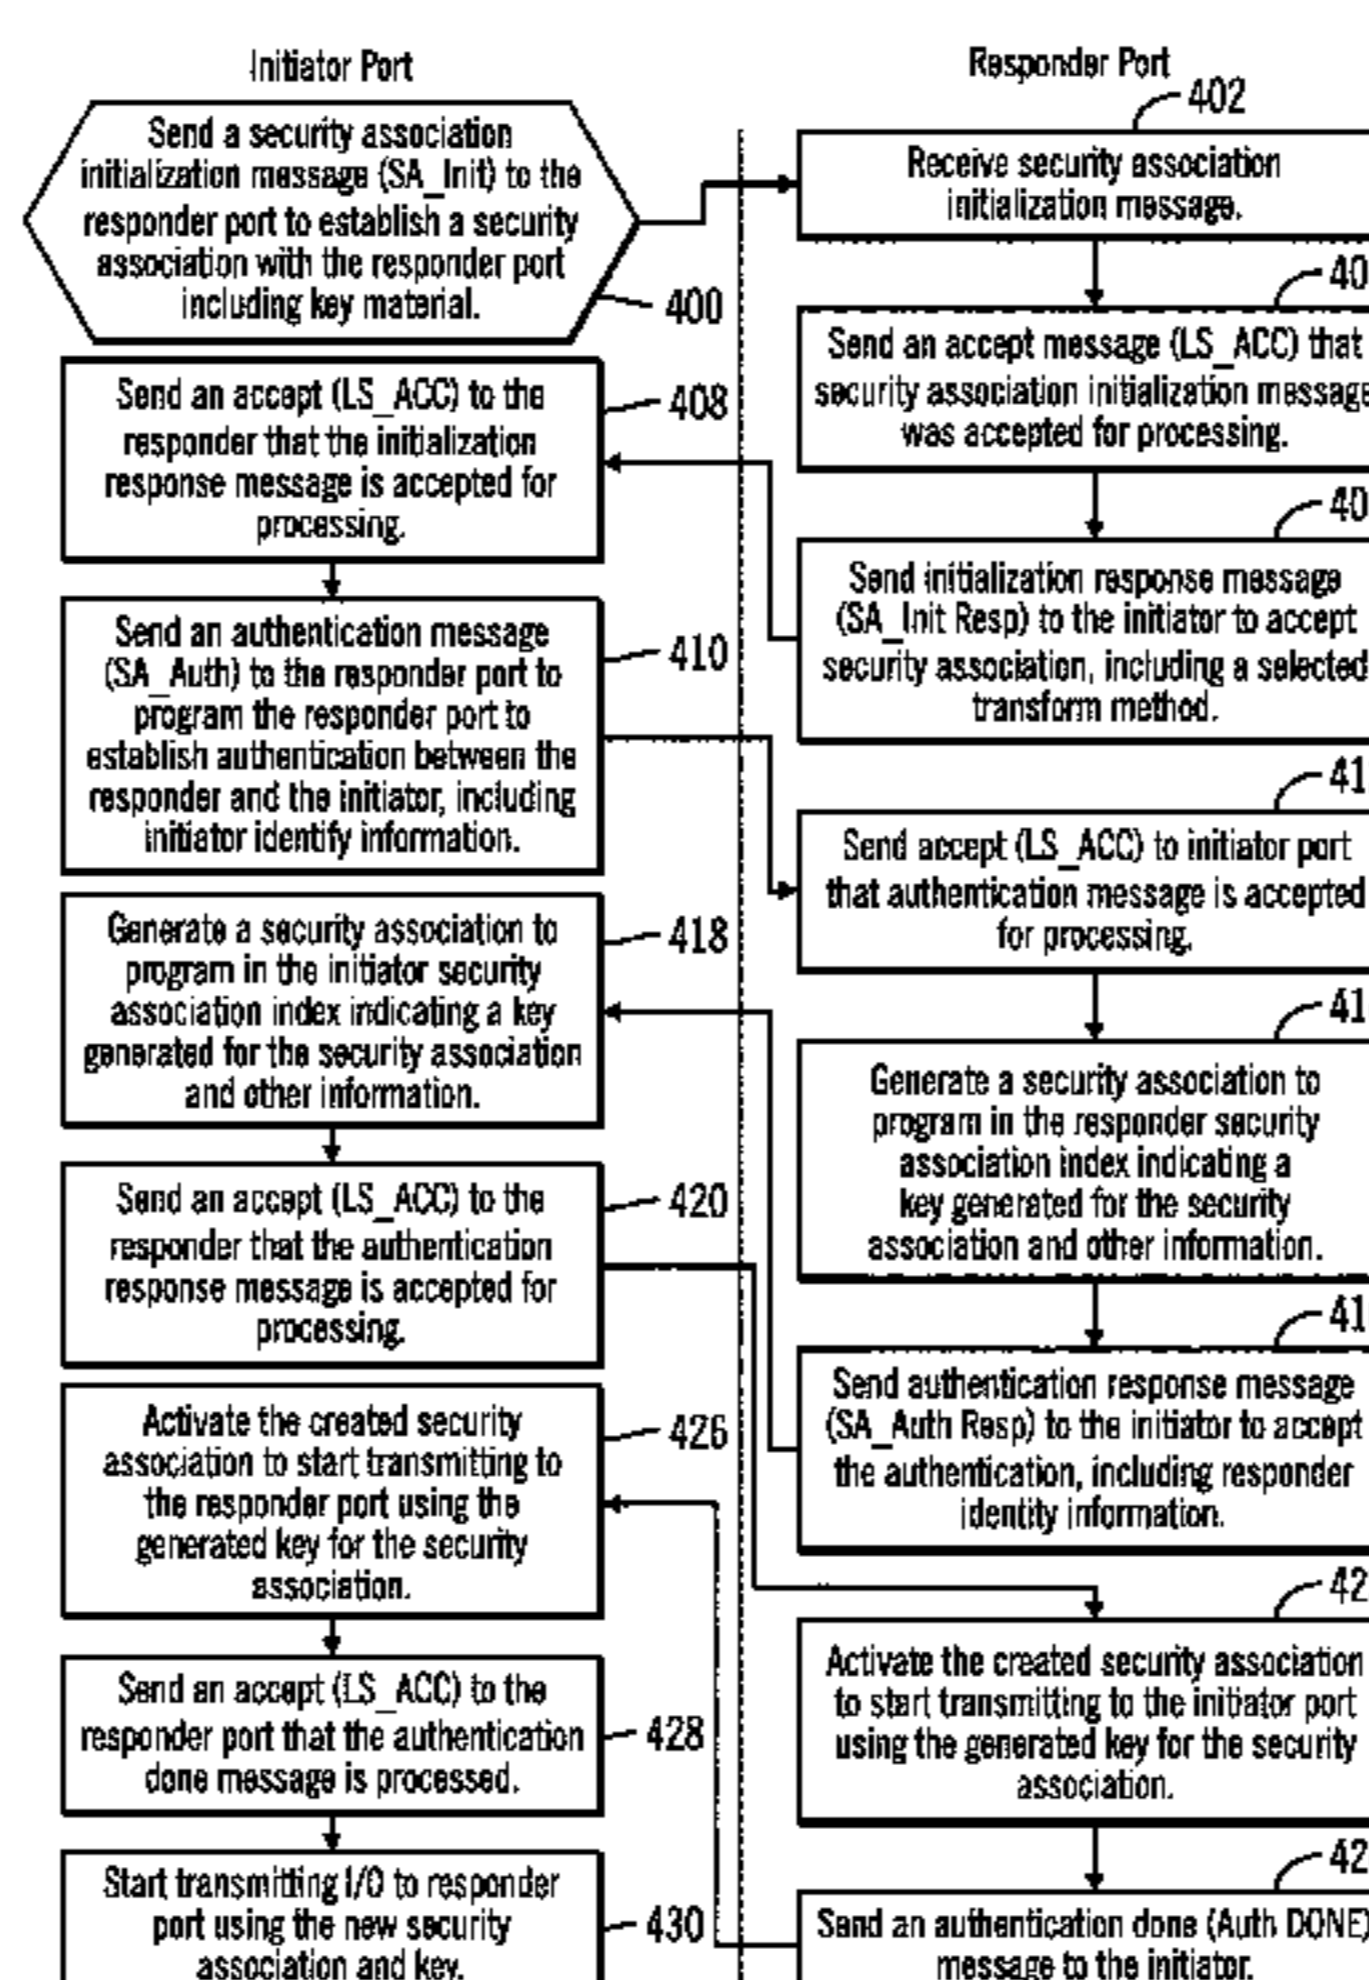 Initiator Port
Send a security association
initialization message (SA_Init) to the
responder port to establish a security
association with the responder port
including key material.
400
Send an accept (LS_ACC) to the
responder that the initialization
response message is accepted for
processing.
408
Send an authentication message
(SA_Auth) to the responder port to
program the responder port to
establish authentication between the
responder and the initiator, including
initiator identify information.
410
Generate a security association to
program in the initiator security
association index indicating a key
generated for the security association
and other information.
418
Send an accept (LS_ACC) to the
responder that the authentication
response message is accepted for
processing.
420
Activate the created security
association to start transmitting to
the responder port using the
generated key for the security
association.
426
Send an accept (LS_ACC) to the
responder port that the authentication
done message is processed.
428
Start transmitting I/O to responder
port using the new security
association and key.
430
Responder Port
402
Receive security association
initialization message.
40
Send an accept message (LS_ACC) that
security association initialization message
was accepted for processing.
40
Send initialization response message
(SA_Init Resp) to the initiator to accept
security association, including a selected
transform method.
41
Send accept (LS_ACC) to initiator port
that authentication message is accepted
for processing.
41
Generate a security association to
program in the responder security
association index indicating a
key generated for the security
association and other information.
41
Send authentication response message
(SA_Auth Resp) to the initiator to accept
the authentication, including responder
identity information.
42
Activate the created security association
to start transmitting to the initiator port
using the generated key for the security
association.
42
Send an authentication done (Auth DONE)
message to the initiator.